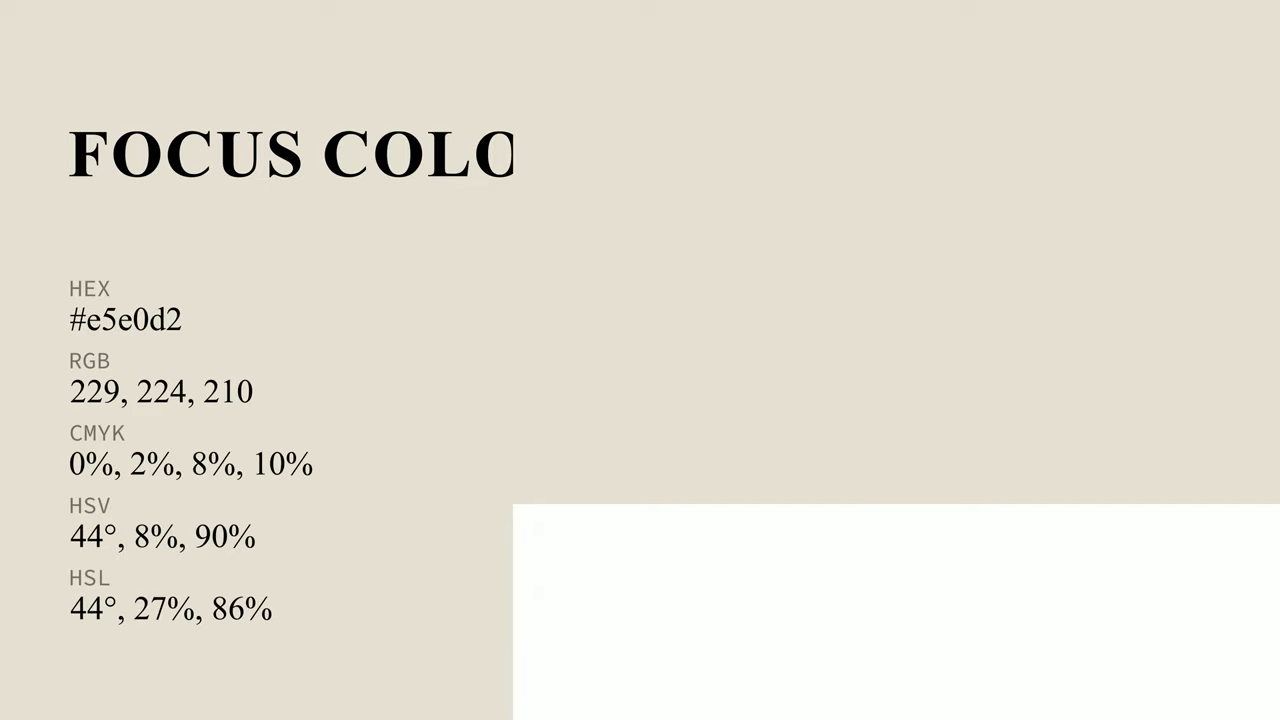 FOCUS COLO
HEX
#e5e0d2
RGB
229, 224, 210
CMYK
0%, 2%, 8%, 10%
HSV
44°, 8%, 90%
HSL
44°, 27%, 86%